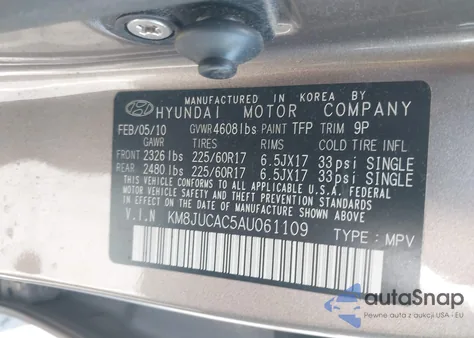 MANUFACTURED IN KOREA BY
HYUNDAI MOTOR COMPANY
FEB/05/10 GVWR 4608lbs PAINT TFP TRIM 9P
GAWR TIRES RIMS COLD TIRE INFL
FRONT 2326 lbs 225/60R17 6.5JX17 33psi SINGLE
REAR 2480 lbs 225/60R17 6.5JX17 33psi SINGLE
THIS VEHICLE CONFORMS TO ALL APPLICABLE U.S.A. FEDERAL
MOTOR VEHICLE SAFETY AND THEFT PREVENTION STANDARDS
IN EFFECT ON THE DATE OF MANUFACTURE SHOWN ABOVE.
V.I.N KM8JUCAC5AU061109 TYPE : MPV
autoSnap
Pewne auto z aukcji USA - EU